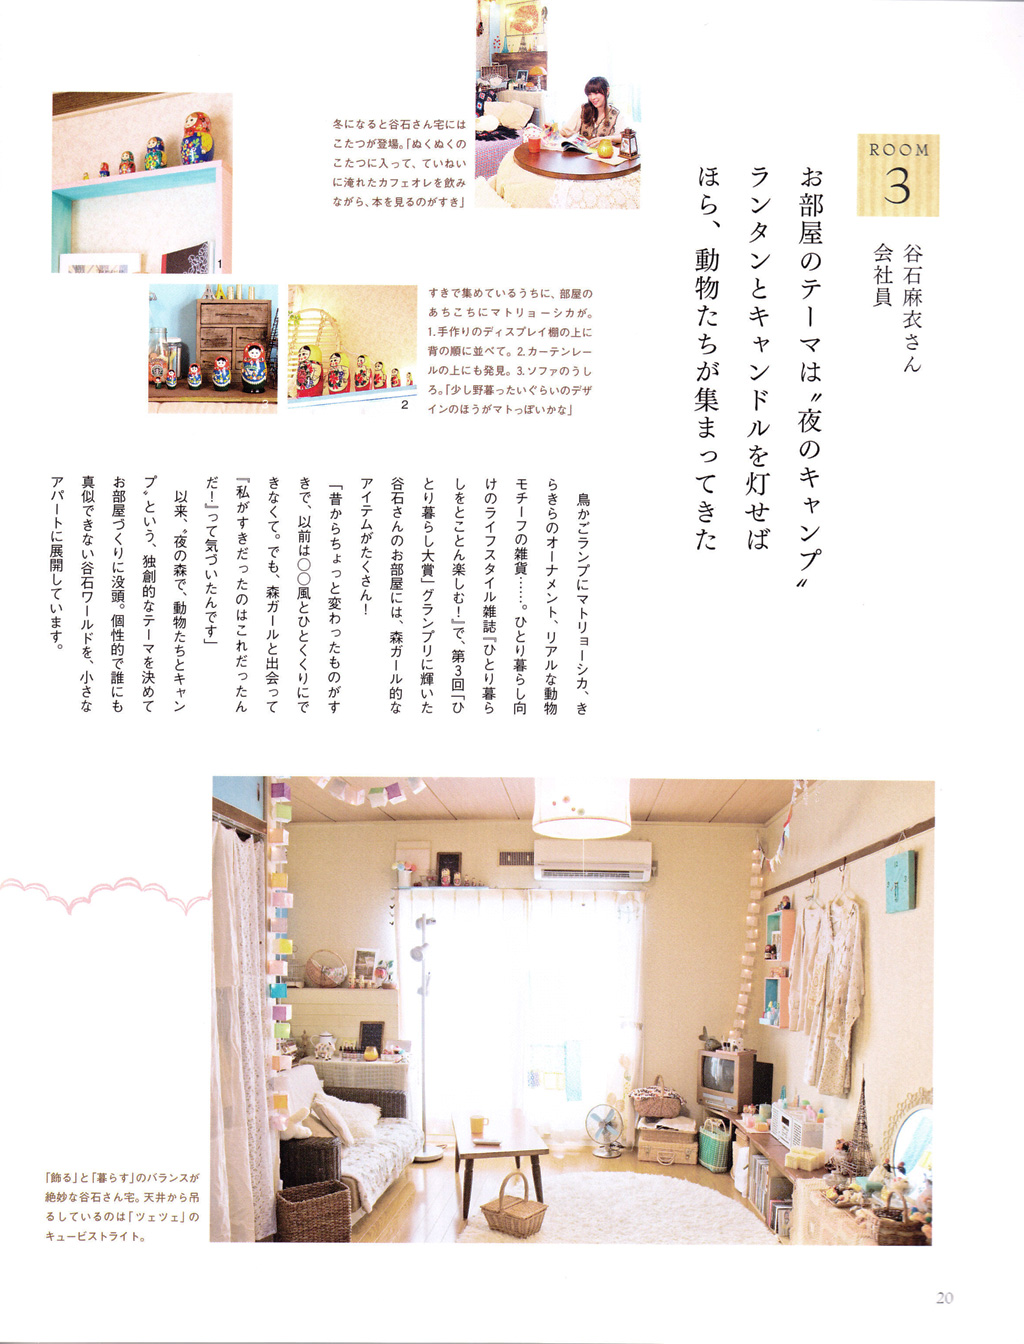 ROOM
3
谷石麻衣さん
会社員
お部屋のテーマは〝夜のキャンプ〟
ランタンとキャンドルを灯せば
ほら、動物たちが集まってきた
冬になると谷石さん宅には
こたつが登場。「ぬくぬくの
こたつに入って、ていねい
に淹れたカフェオレを飲み
ながら、本を見るのがすき」
1
すきで集めているうちに、部屋の
あちこちにマトリョーシカが。
1.手作りのディスプレイ棚の上に
背の順に並べて。2.カーテンレー
ルの上にも発見。3.ソファのうし
ろ。「少し野暮ったいぐらいのデザ
インのほうがマトっぽいかな」
3
2
鳥かごランプにマトリョーシカ、き
らきらのオーナメント、リアルな動物
モチーフの雑貨……。ひとり暮らし向
けのライフスタイル雑誌『ひとり暮ら
しをとことん楽しむ!』で、第3回「ひ
とり暮らし大賞」グランプリに輝いた
谷石さんのお部屋には、森ガール的な
アイテムがたくさん!
「昔からちょっと変わったものがす
きで、以前は〇〇風とひとくくりにで
きなくて。でも、森ガールと出会って
『私がすきだったのはこれだったん
だ!』って気づいたんです」
以来、〝夜の森で、動物たちとキャン
プ〟という、独創的なテーマを決めて
お部屋づくりに没頭。個性的で誰にも
真似できない谷石ワールドを、小さな
アパートに展開しています。
「飾る」と「暮らす」のバランスが
絶妙な谷石さん宅。天井から吊
るしているのは「ツェツェ」の
キュービストライト。
20